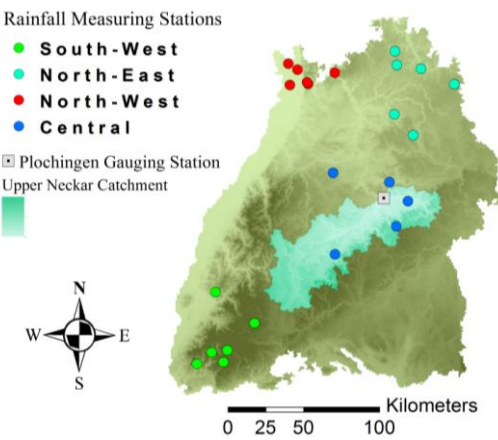 Rainfall Measuring Stations
South-West
North-East
North-West
Central
Plochingen Gauging Station
Upper Neckar Catchment
N
W E
S
Kilometers
0 25 50 100